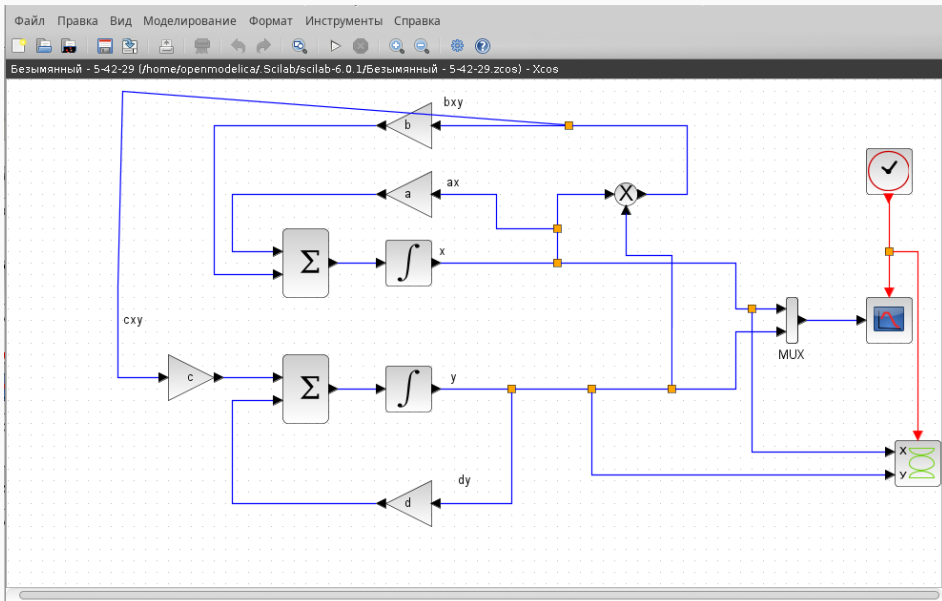 Файл Правка Вид Моделирование Формат Инструменты Справка
Безымянный - 5-42-29 (/home/openmodelica/.Scilab/scilab-6.0.1/Безымянный - 5-42-29.zcos) - Xcos
bxy
b
ax
a
X
Σ
∫
x
cxy
MUX
c
Σ
∫
y
X
Y
dy
d